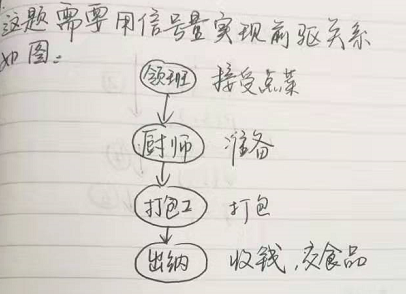 这题需要用信号量实现前驱关系
如图：
领班 接受点菜
厨师 准备
打包工 打包
出纳 收钱,交食品